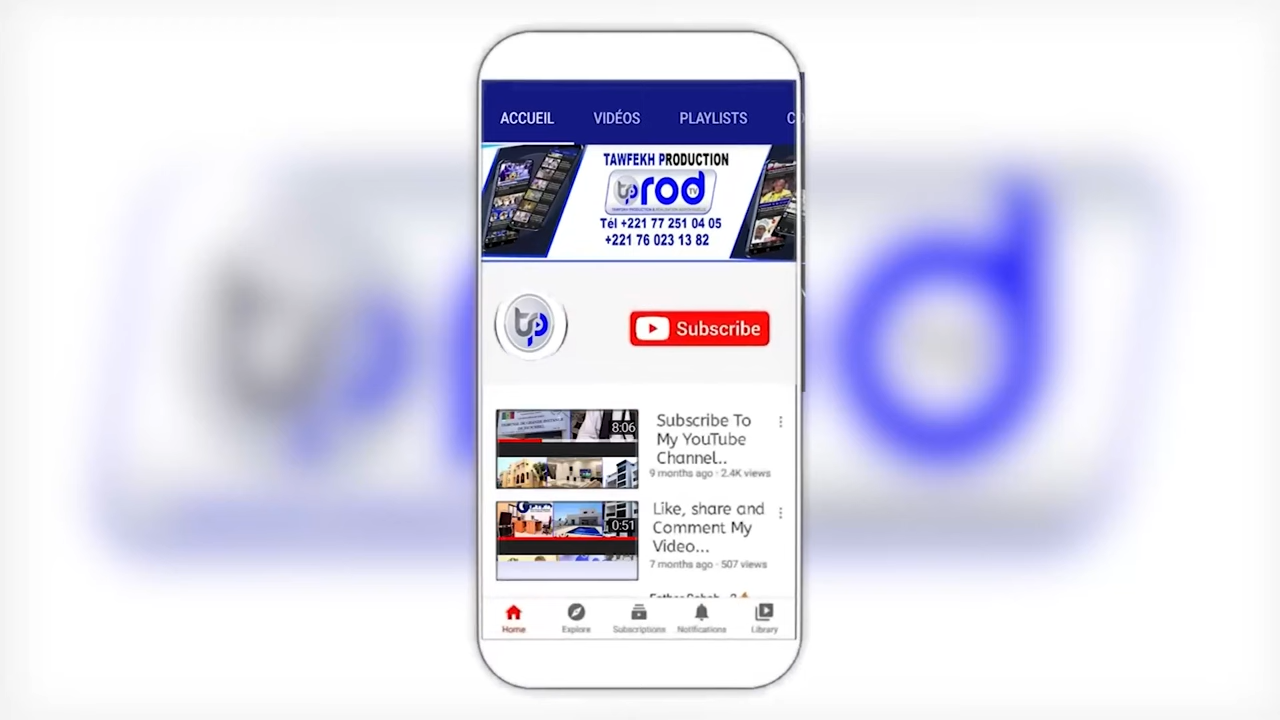 ACCUEIL VIDÉOS PLAYLISTS
TAWFEKH PRODUCTION
tprod TV
Tél +221 77 251 04 05
+221 76 023 13 82
tp
Subscribe
8:06
Subscribe To
My YouTube
Channel..
9 months ago · 2.4K views
0:51
Like, share and
Comment My
Video...
7 months ago · 507 views
Home Explore Subscriptions Notifications Library